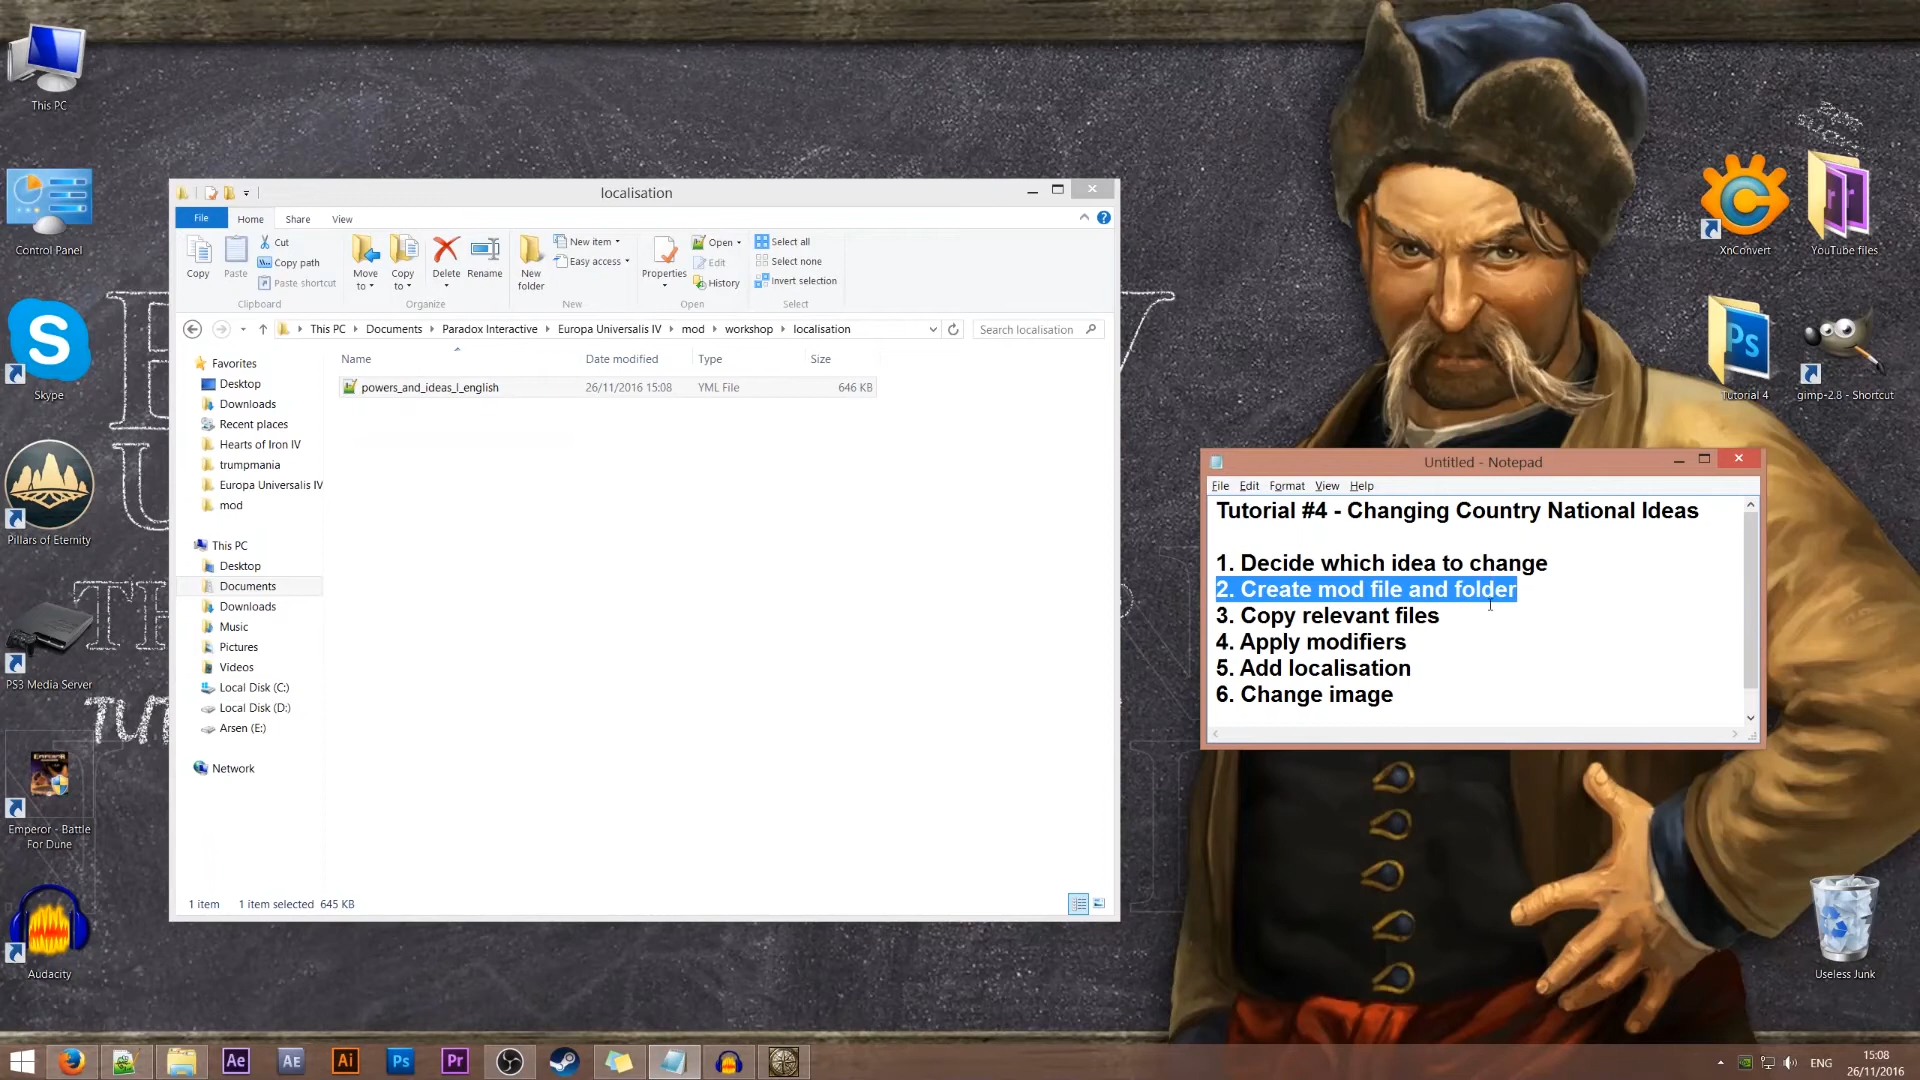 This PC
Control Panel
Skype
Pillars of Eternity
PS3 Media Server
Emperor - Battle
For Dune
Audacity
localisation
File Home Share View
Copy
Paste
Cut
Copy path
Paste shortcut
Clipboard
Move
to
Copy
to
Delete
Rename
Organize
New
folder
New item
Easy access
New
Properties
Open
Edit
History
Open
Select all
Select none
Invert selection
Select
This PC Documents Paradox Interactive Europa Universalis IV mod workshop localisation
Search localisation
Name Date modified Type Size
powers_and_ideas_l_english 26/11/2016 15:08 YML File 646 KB
Favorites
Desktop
Downloads
Recent places
Hearts of Iron IV
trumpmania
Europa Universalis IV
mod
This PC
Desktop
Documents
Downloads
Music
Pictures
Videos
Local Disk (C:)
Local Disk (D:)
Arsen (E:)
Network
1 item 1 item selected 645 KB
Untitled - Notepad
File Edit Format View Help
Tutorial #4 - Changing Country National Ideas
1. Decide which idea to change
2. Create mod file and folder
3. Copy relevant files
4. Apply modifiers
5. Add localisation
6. Change image
XnConvert
YouTube files
Ps
Tutorial 4
gimp-2.8 - Shortcut
Useless Junk
Ae
AE
Ai
Ps
Pr
ENG
15:08
26/11/2016